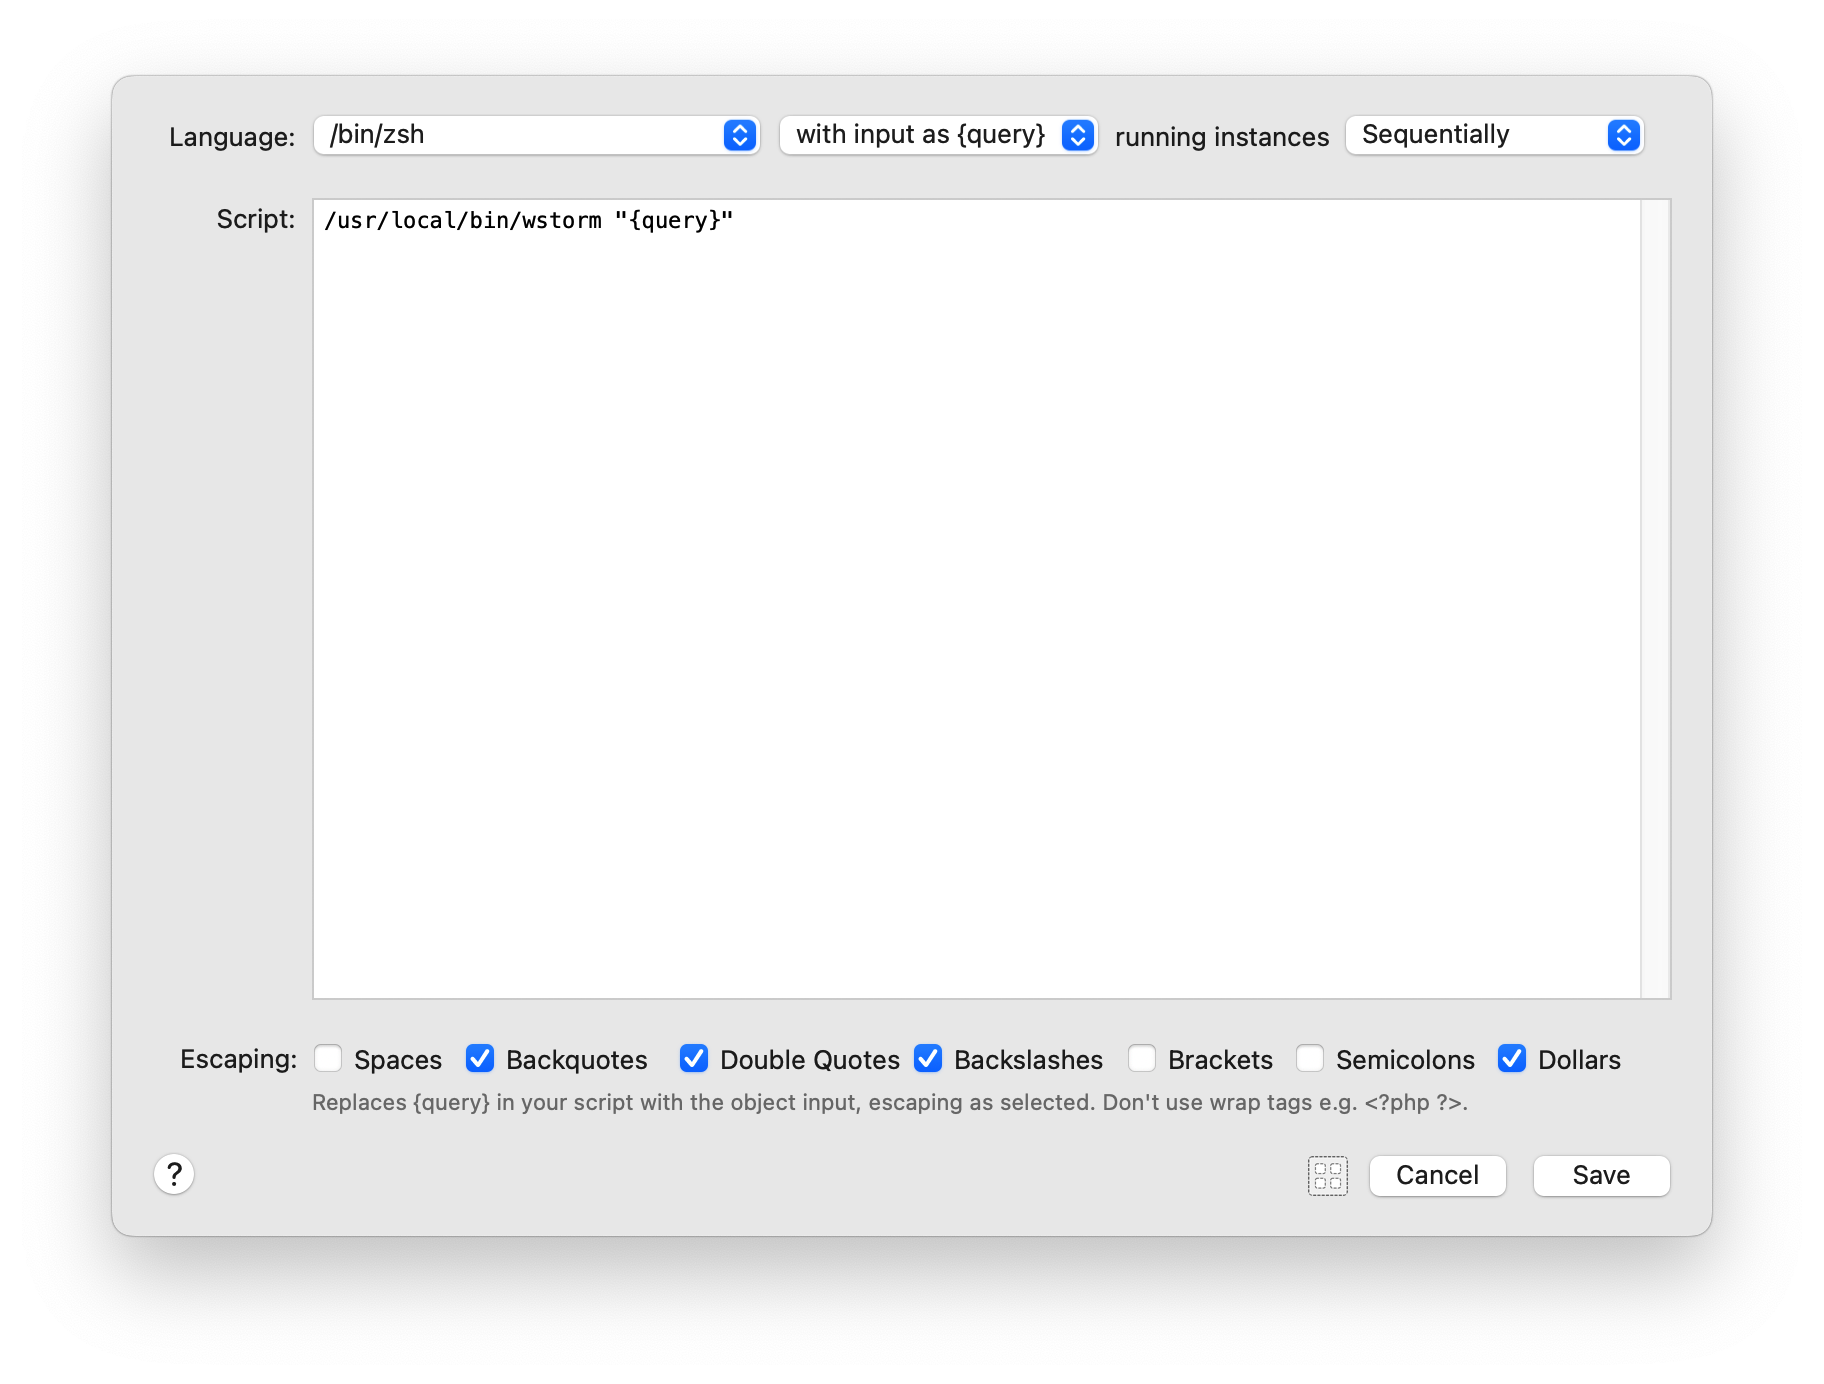 Language: /bin/zsh with input as {query} running instances Sequentially
Script: /usr/local/bin/wstorm "{query}"
Escaping: Spaces Backquotes Double Quotes Backslashes Brackets Semicolons Dollars
Replaces {query} in your script with the object input, escaping as selected. Don't use wrap tags e.g. <?php ?>.
? Cancel Save